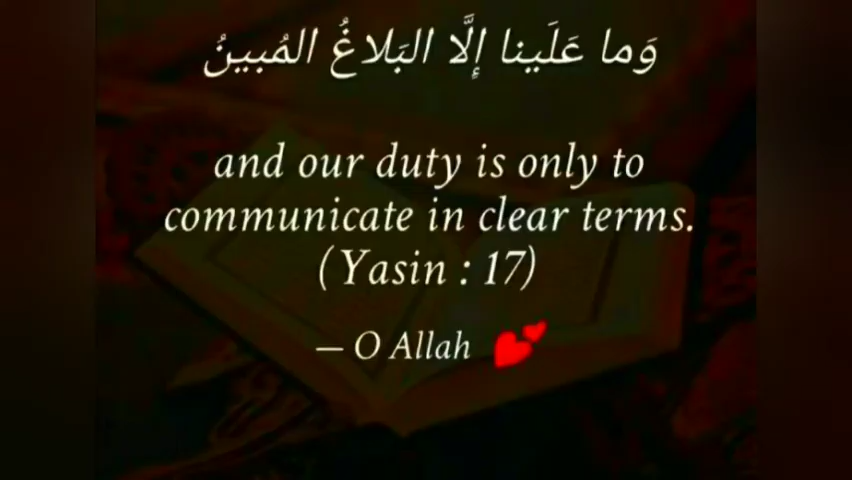 وَما عَلَينا إِلَّا البَلاغُ المُبينُ
and our duty is only to
communicate in clear terms.
(Yasin : 17)
— O Allah 💕